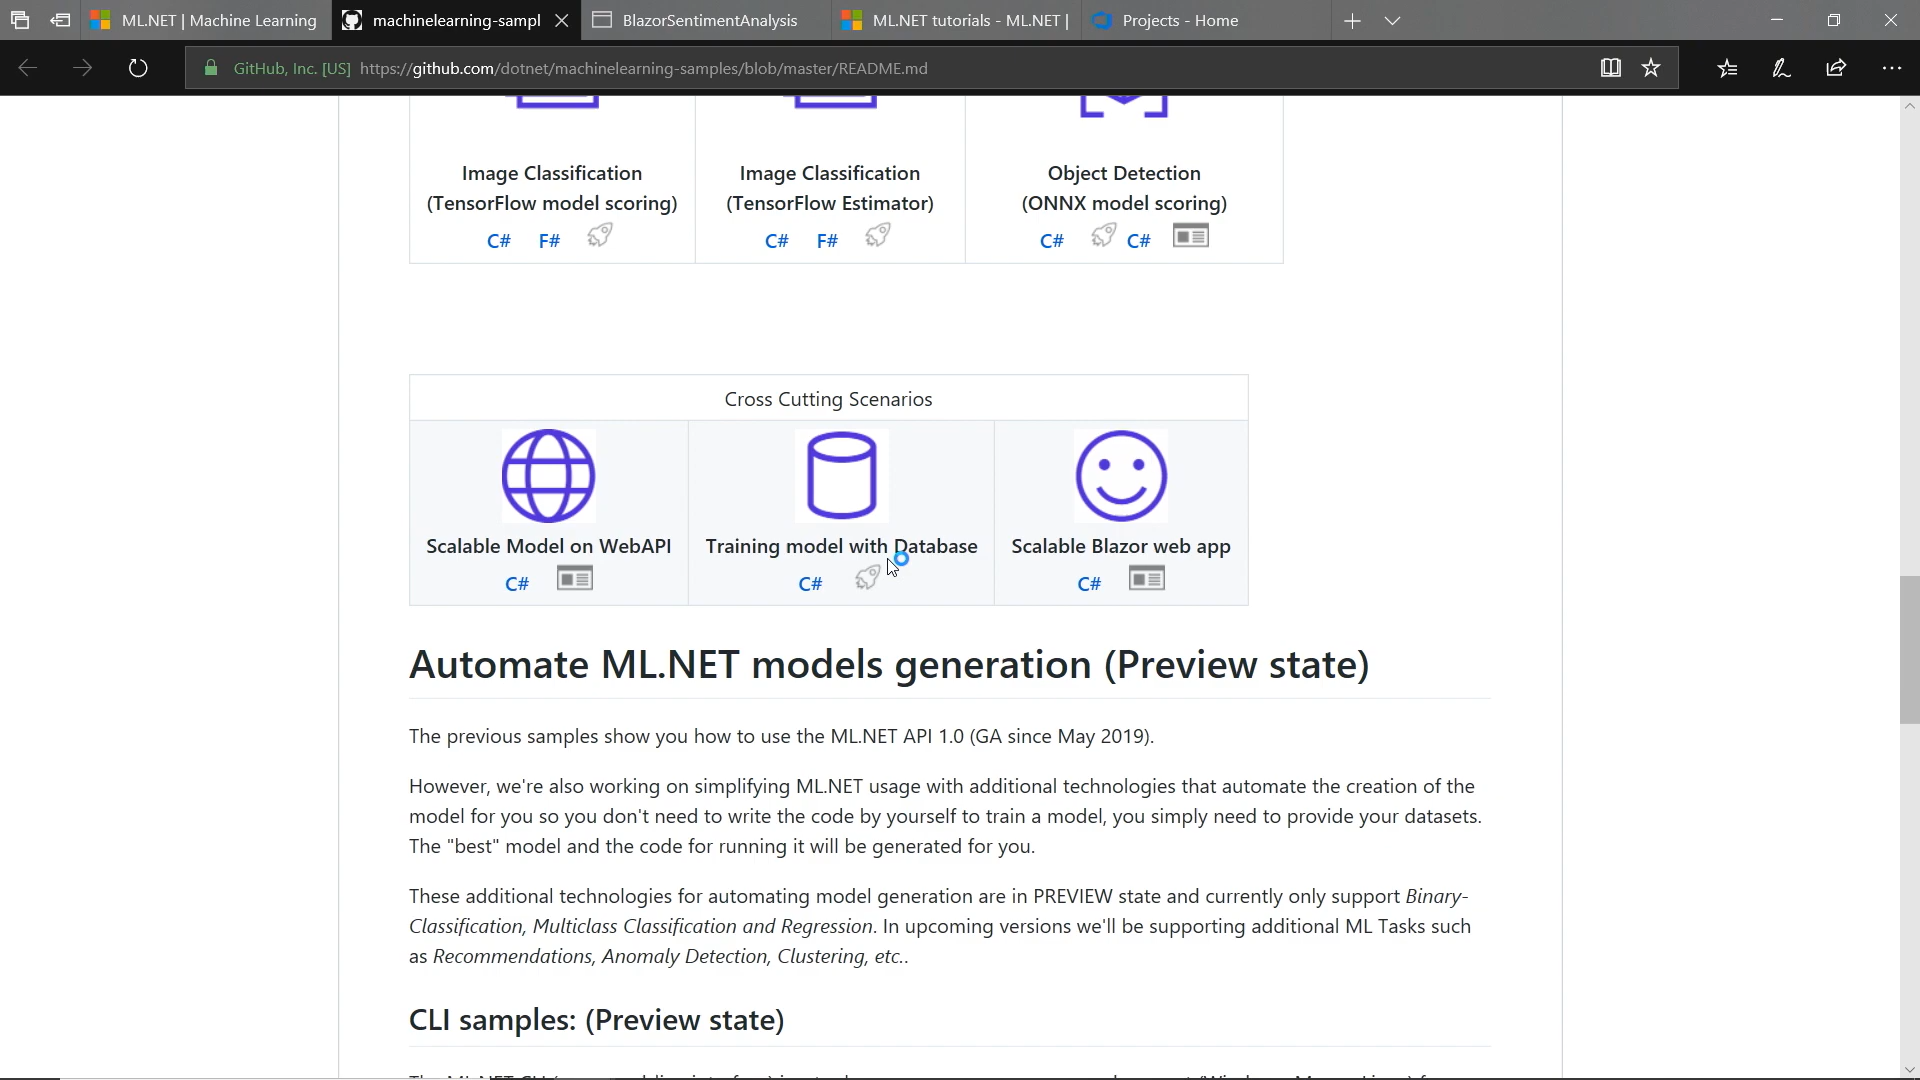 ML.NET | Machine Learning
machinelearning-sampl
BlazorSentimentAnalysis
ML.NET tutorials - ML.NET |
Projects - Home
GitHub, Inc. [US] https://github.com/dotnet/machinelearning-samples/blob/master/README.md
Image Classification
(TensorFlow model scoring)
C# F#
Image Classification
(TensorFlow Estimator)
C# F#
Object Detection
(ONNX model scoring)
C# C#
Cross Cutting Scenarios
Scalable Model on WebAPI
C#
Training model with Database
C#
Scalable Blazor web app
C#
Automate ML.NET models generation (Preview state)
The previous samples show you how to use the ML.NET API 1.0 (GA since May 2019).
However, we're also working on simplifying ML.NET usage with additional technologies that automate the creation of the
model for you so you don't need to write the code by yourself to train a model, you simply need to provide your datasets.
The "best" model and the code for running it will be generated for you.
These additional technologies for automating model generation are in PREVIEW state and currently only support Binary-
Classification, Multiclass Classification and Regression. In upcoming versions we'll be supporting additional ML Tasks such
as Recommendations, Anomaly Detection, Clustering, etc..
CLI samples: (Preview state)